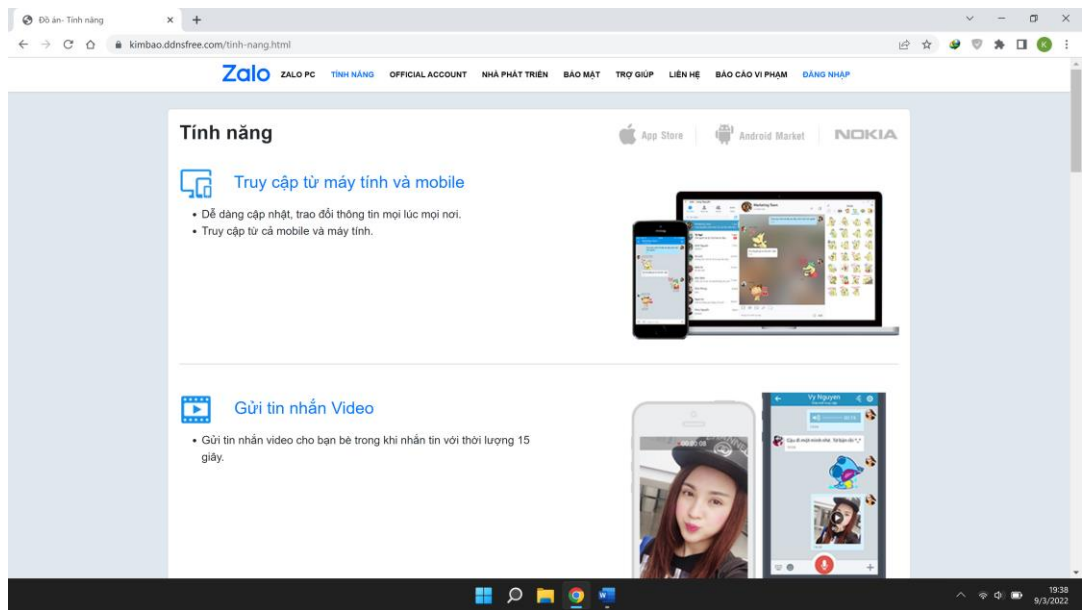 Đồ án- Tính năng
kimbao.ddnsfree.com/tinh-nang.html
K
Zalo ZALO PC TÍNH NĂNG OFFICIAL ACCOUNT NHÀ PHÁT TRIỂN BẢO MẬT TRỢ GIÚP LIÊN HỆ BÁO CÁO VI PHẠM ĐĂNG NHẬP
Tính năng
App Store Android Market NOKIA
Truy cập từ máy tính và mobile
• Dễ dàng cập nhật, trao đổi thông tin mọi lúc mọi nơi.
• Truy cập từ cả mobile và máy tính.
Gửi tin nhắn Video
• Gửi tin nhắn video cho bạn bè trong khi nhắn tin với thời lượng 15
giây.
Vy Nguyen
00:00:08
19:38
9/3/2022